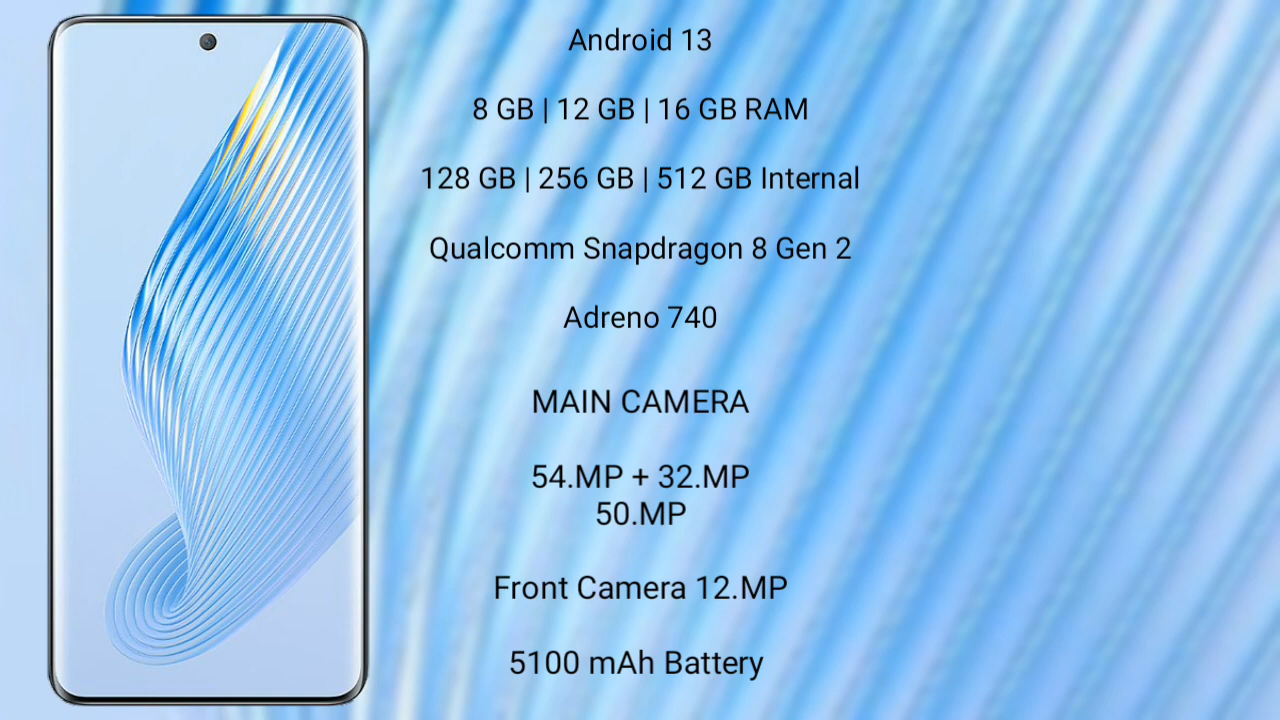 Android 13
8 GB | 12 GB | 16 GB RAM
128 GB | 256 GB | 512 GB Internal
Qualcomm Snapdragon 8 Gen 2
Adreno 740
MAIN CAMERA
54.MP + 32.MP
50.MP
Front Camera 12.MP
5100 mAh Battery